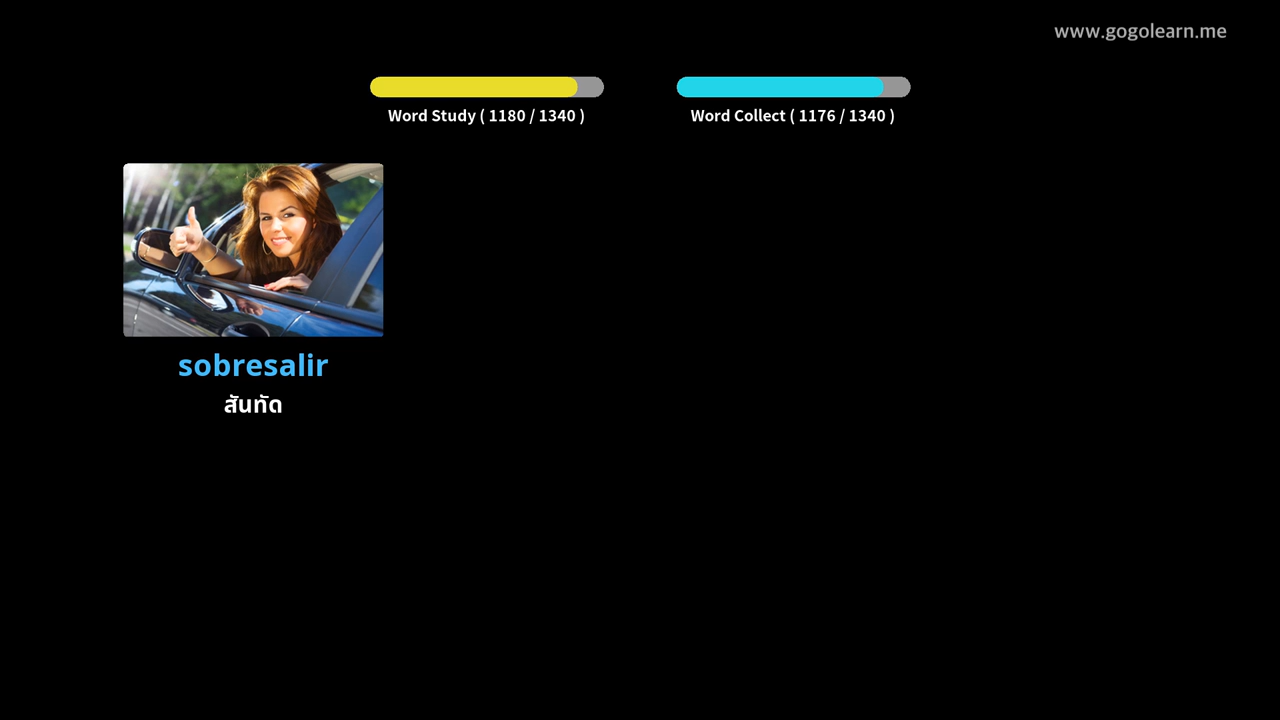 www.gogolearn.me
Word Study ( 1180 / 1340 )
Word Collect ( 1176 / 1340 )
sobresalir
สันทัด